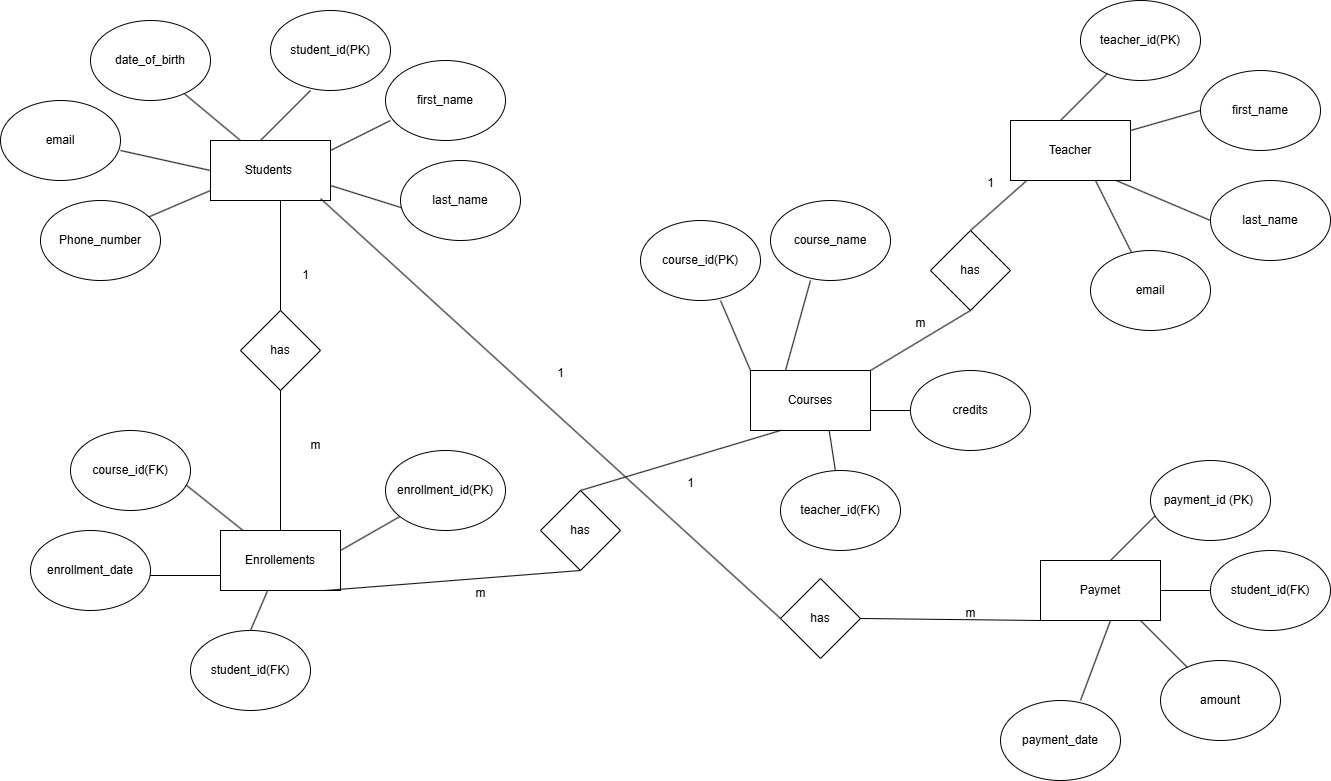 student_id(PK)
date_of_birth
first_name
email
Students
last_name
Phone_number
teacher_id(PK)
first_name
Teacher
1
last_name
course_name
course_id(PK)
has
email
1
m
has
1
Courses
credits
m
course_id(FK)
enrollment_id(PK)
1
teacher_id(FK)
payment_id (PK)
has
Enrollements
enrollment_date
m
Paymet
student_id(FK)
has
m
student_id(FK)
amount
payment_date